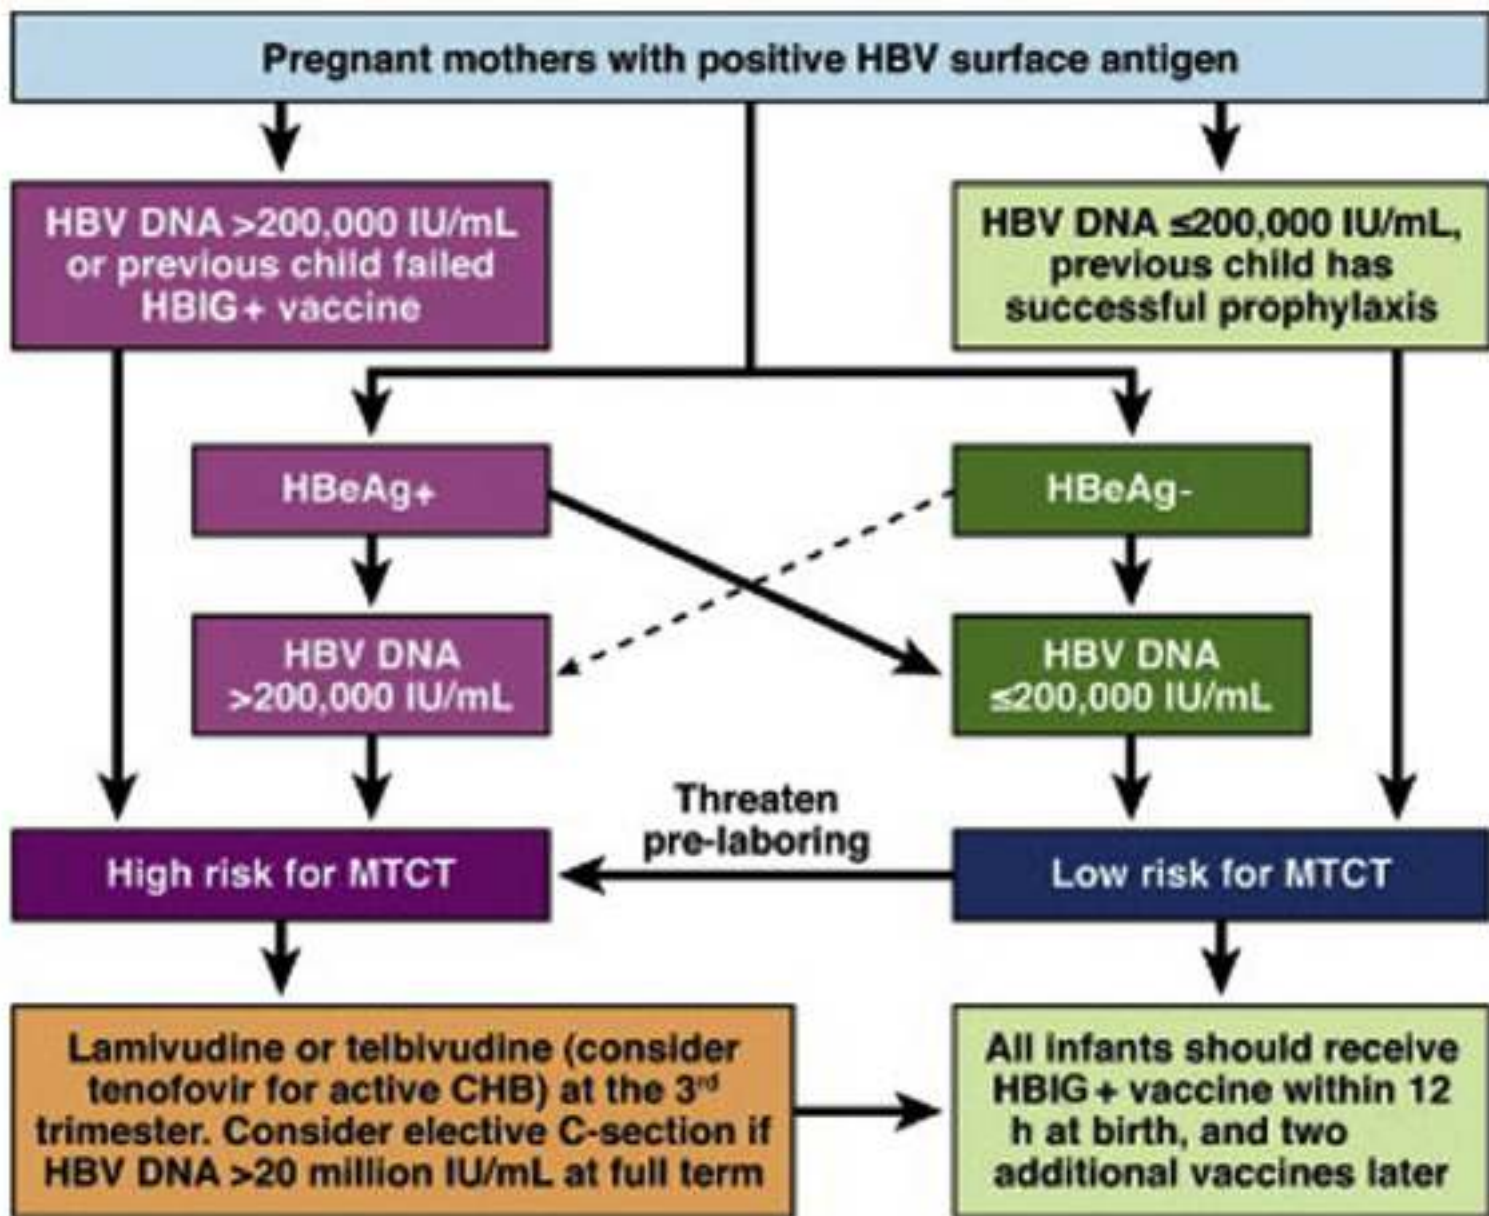 Pregnant mothers with positive HBV surface antigen
HBV DNA >200,000 IU/mL
or previous child failed
HBIG+ vaccine
HBV DNA ≤200,000 IU/mL,
previous child has
successful prophylaxis
HBeAg+
HBeAg-
HBV DNA
>200,000 IU/mL
HBV DNA
≤200,000 IU/mL
Threaten
pre-laboring
High risk for MTCT
Low risk for MTCT
Lamivudine or telbivudine (consider
tenofovir for active CHB) at the 3rd
trimester. Consider elective C-section if
HBV DNA >20 million IU/mL at full term
All infants should receive
HBIG+ vaccine within 12
h at birth, and two
additional vaccines later